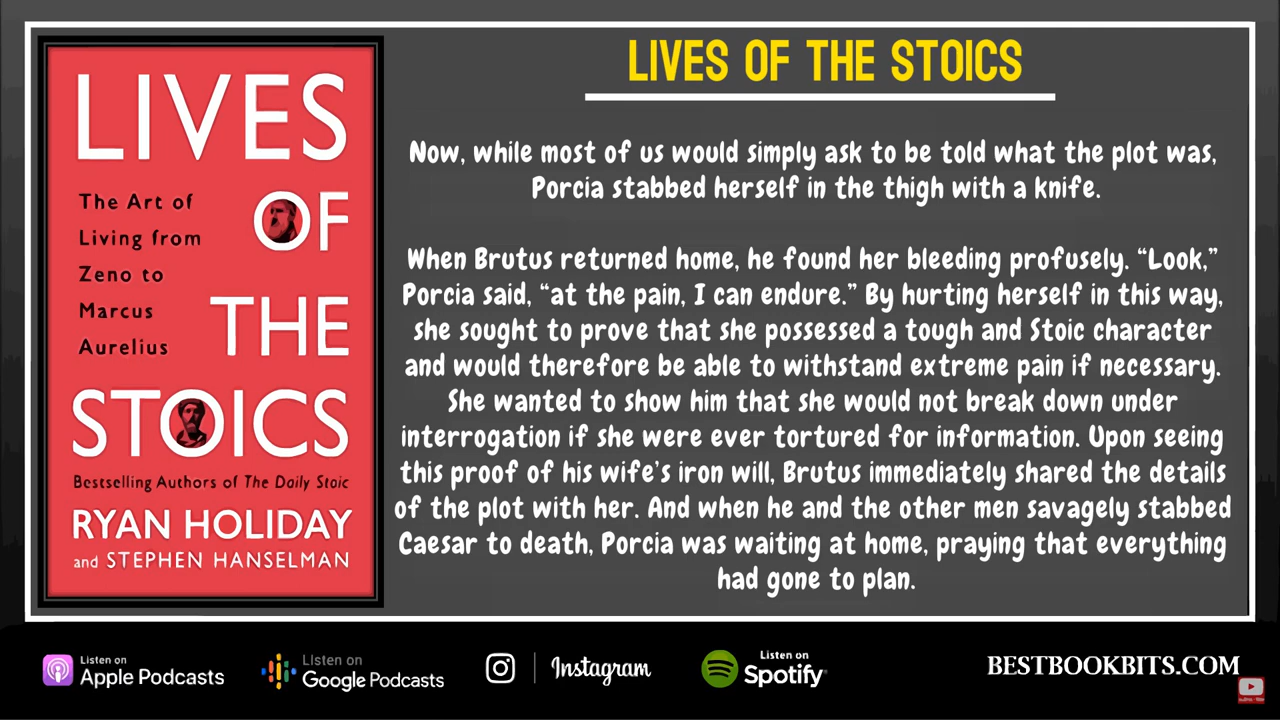 LIVES
OF
THE
STOICS
The Art of
Living from
Zeno to
Marcus
Aurelius
Bestselling Authors of The Daily Stoic
RYAN HOLIDAY
and STEPHEN HANSELMAN
LIVES OF THE STOICS
Now, while most of us would simply ask to be told what the plot was,
Porcia stabbed herself in the thigh with a knife.
When Brutus returned home, he found her bleeding profusely. “Look,”
Porcia said, “at the pain, I can endure.” By hurting herself in this way,
she sought to prove that she possessed a tough and Stoic character
and would therefore be able to withstand extreme pain if necessary.
She wanted to show him that she would not break down under
interrogation if she were ever tortured for information. Upon seeing
this proof of his wife’s iron will, Brutus immediately shared the details
of the plot with her. And when he and the other men savagely stabbed
Caesar to death, Porcia was waiting at home, praying that everything
had gone to plan.
Listen on
Apple Podcasts
Listen on
Google Podcasts
Instagram
Listen on
Spotify
BESTBOOKBITS.COM